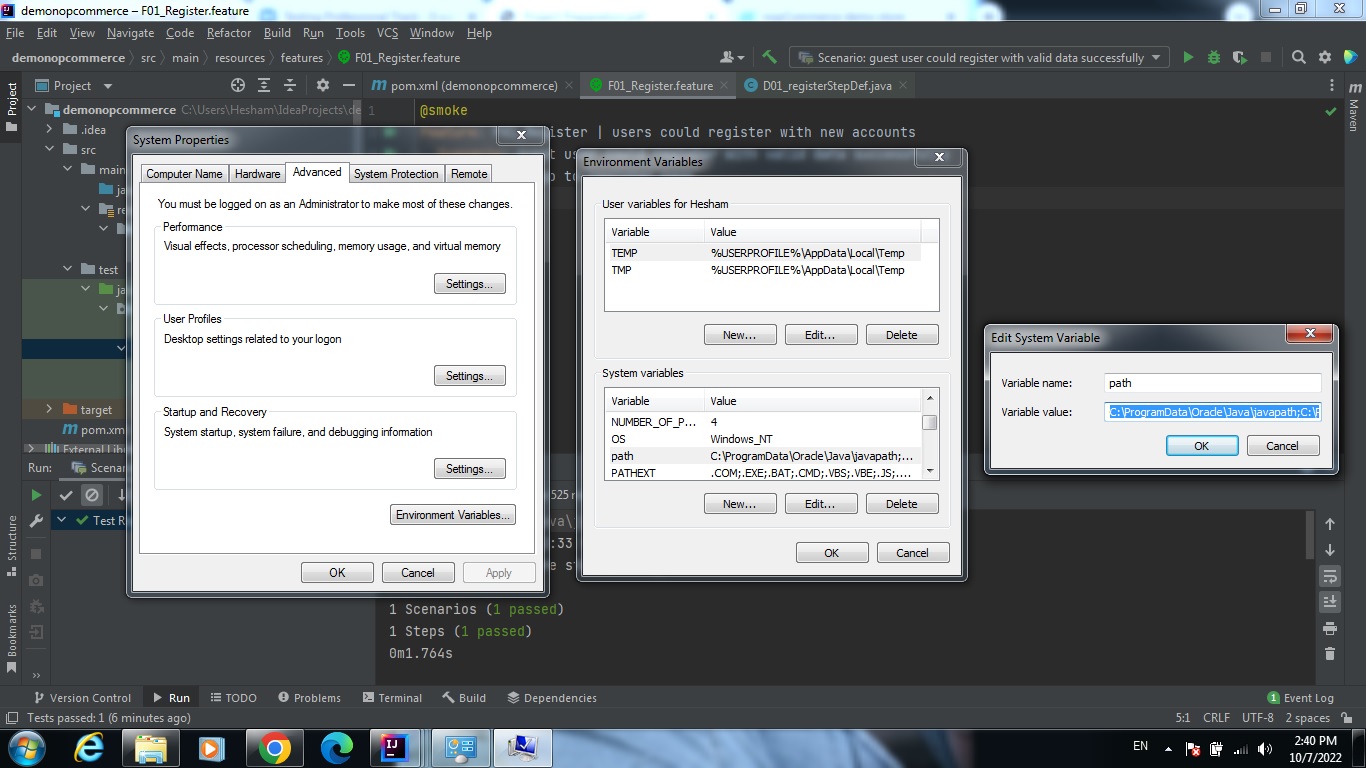 demonopcommerce – F01_Register.feature
File Edit View Navigate Code Refactor Build Run Tools VCS Window Help
demonopcommerce src main resources features F01_Register.feature
Scenario: guest user could register with valid data successfully
Project
pom.xml (demonopcommerce)
F01_Register.feature
D01_registerStepDef.java
Project
Structure
Bookmarks
Maven
demonopcommerce C:\Users\Hesham\IdeaProjects\de
.idea
src
main
ja
re
test
ja
target
pom.xm
External Lib
1 @smoke
ister | users could register with new accounts
System Properties
Computer Name Hardware Advanced System Protection Remote
You must be logged on as an Administrator to make most of these changes.
Performance
Visual effects, processor scheduling, memory usage, and virtual memory
Settings...
User Profiles
Desktop settings related to your logon
Settings...
Startup and Recovery
System startup, system failure, and debugging information
Settings...
Environment Variables...
OK Cancel Apply
Environment Variables
User variables for Hesham
Variable Value
TEMP %USERPROFILE%\AppData\Local\Temp
TMP %USERPROFILE%\AppData\Local\Temp
New... Edit... Delete
System variables
Variable Value
NUMBER_OF_P... 4
OS Windows_NT
path C:\ProgramData\Oracle\Java\javapath;...
PATHEXT .COM;.EXE;.BAT;.CMD;.VBS;.VBE;.JS;....
New... Edit... Delete
OK Cancel
Edit System Variable
Variable name: path
Variable value: C:\ProgramData\Oracle\Java\javapath;C:\P
OK Cancel
Run: Scenar
Test R
525 m
ava\
:33
e s
1 Scenarios (1 passed)
1 Steps (1 passed)
0m1.764s
Version Control Run TODO Problems Terminal Build Dependencies
1 Event Log
Tests passed: 1 (6 minutes ago)
5:1 CRLF UTF-8 2 spaces
EN
2:40 PM
10/7/2022